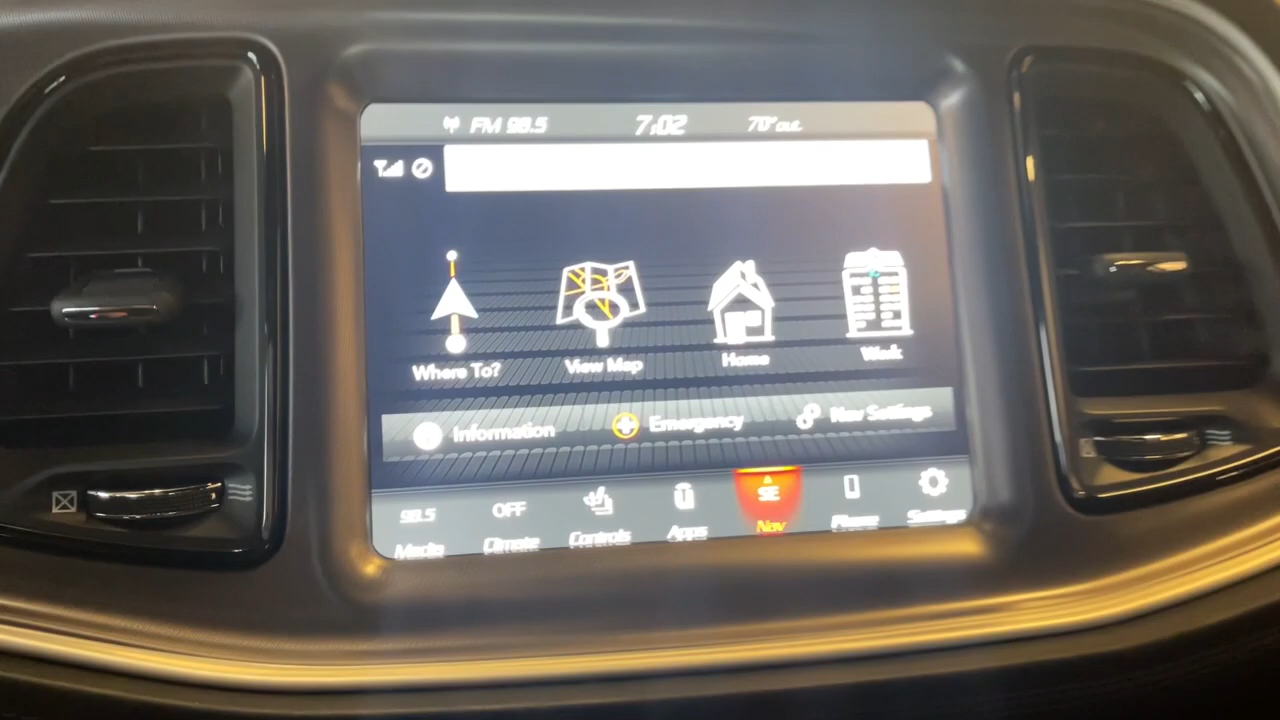 FM 98.5 7:02 70° out
Where To? View Map Home Work
Information Emergency Nav Settings
98.5 OFF SE
Media Climate Controls Apps Nav Phone Settings